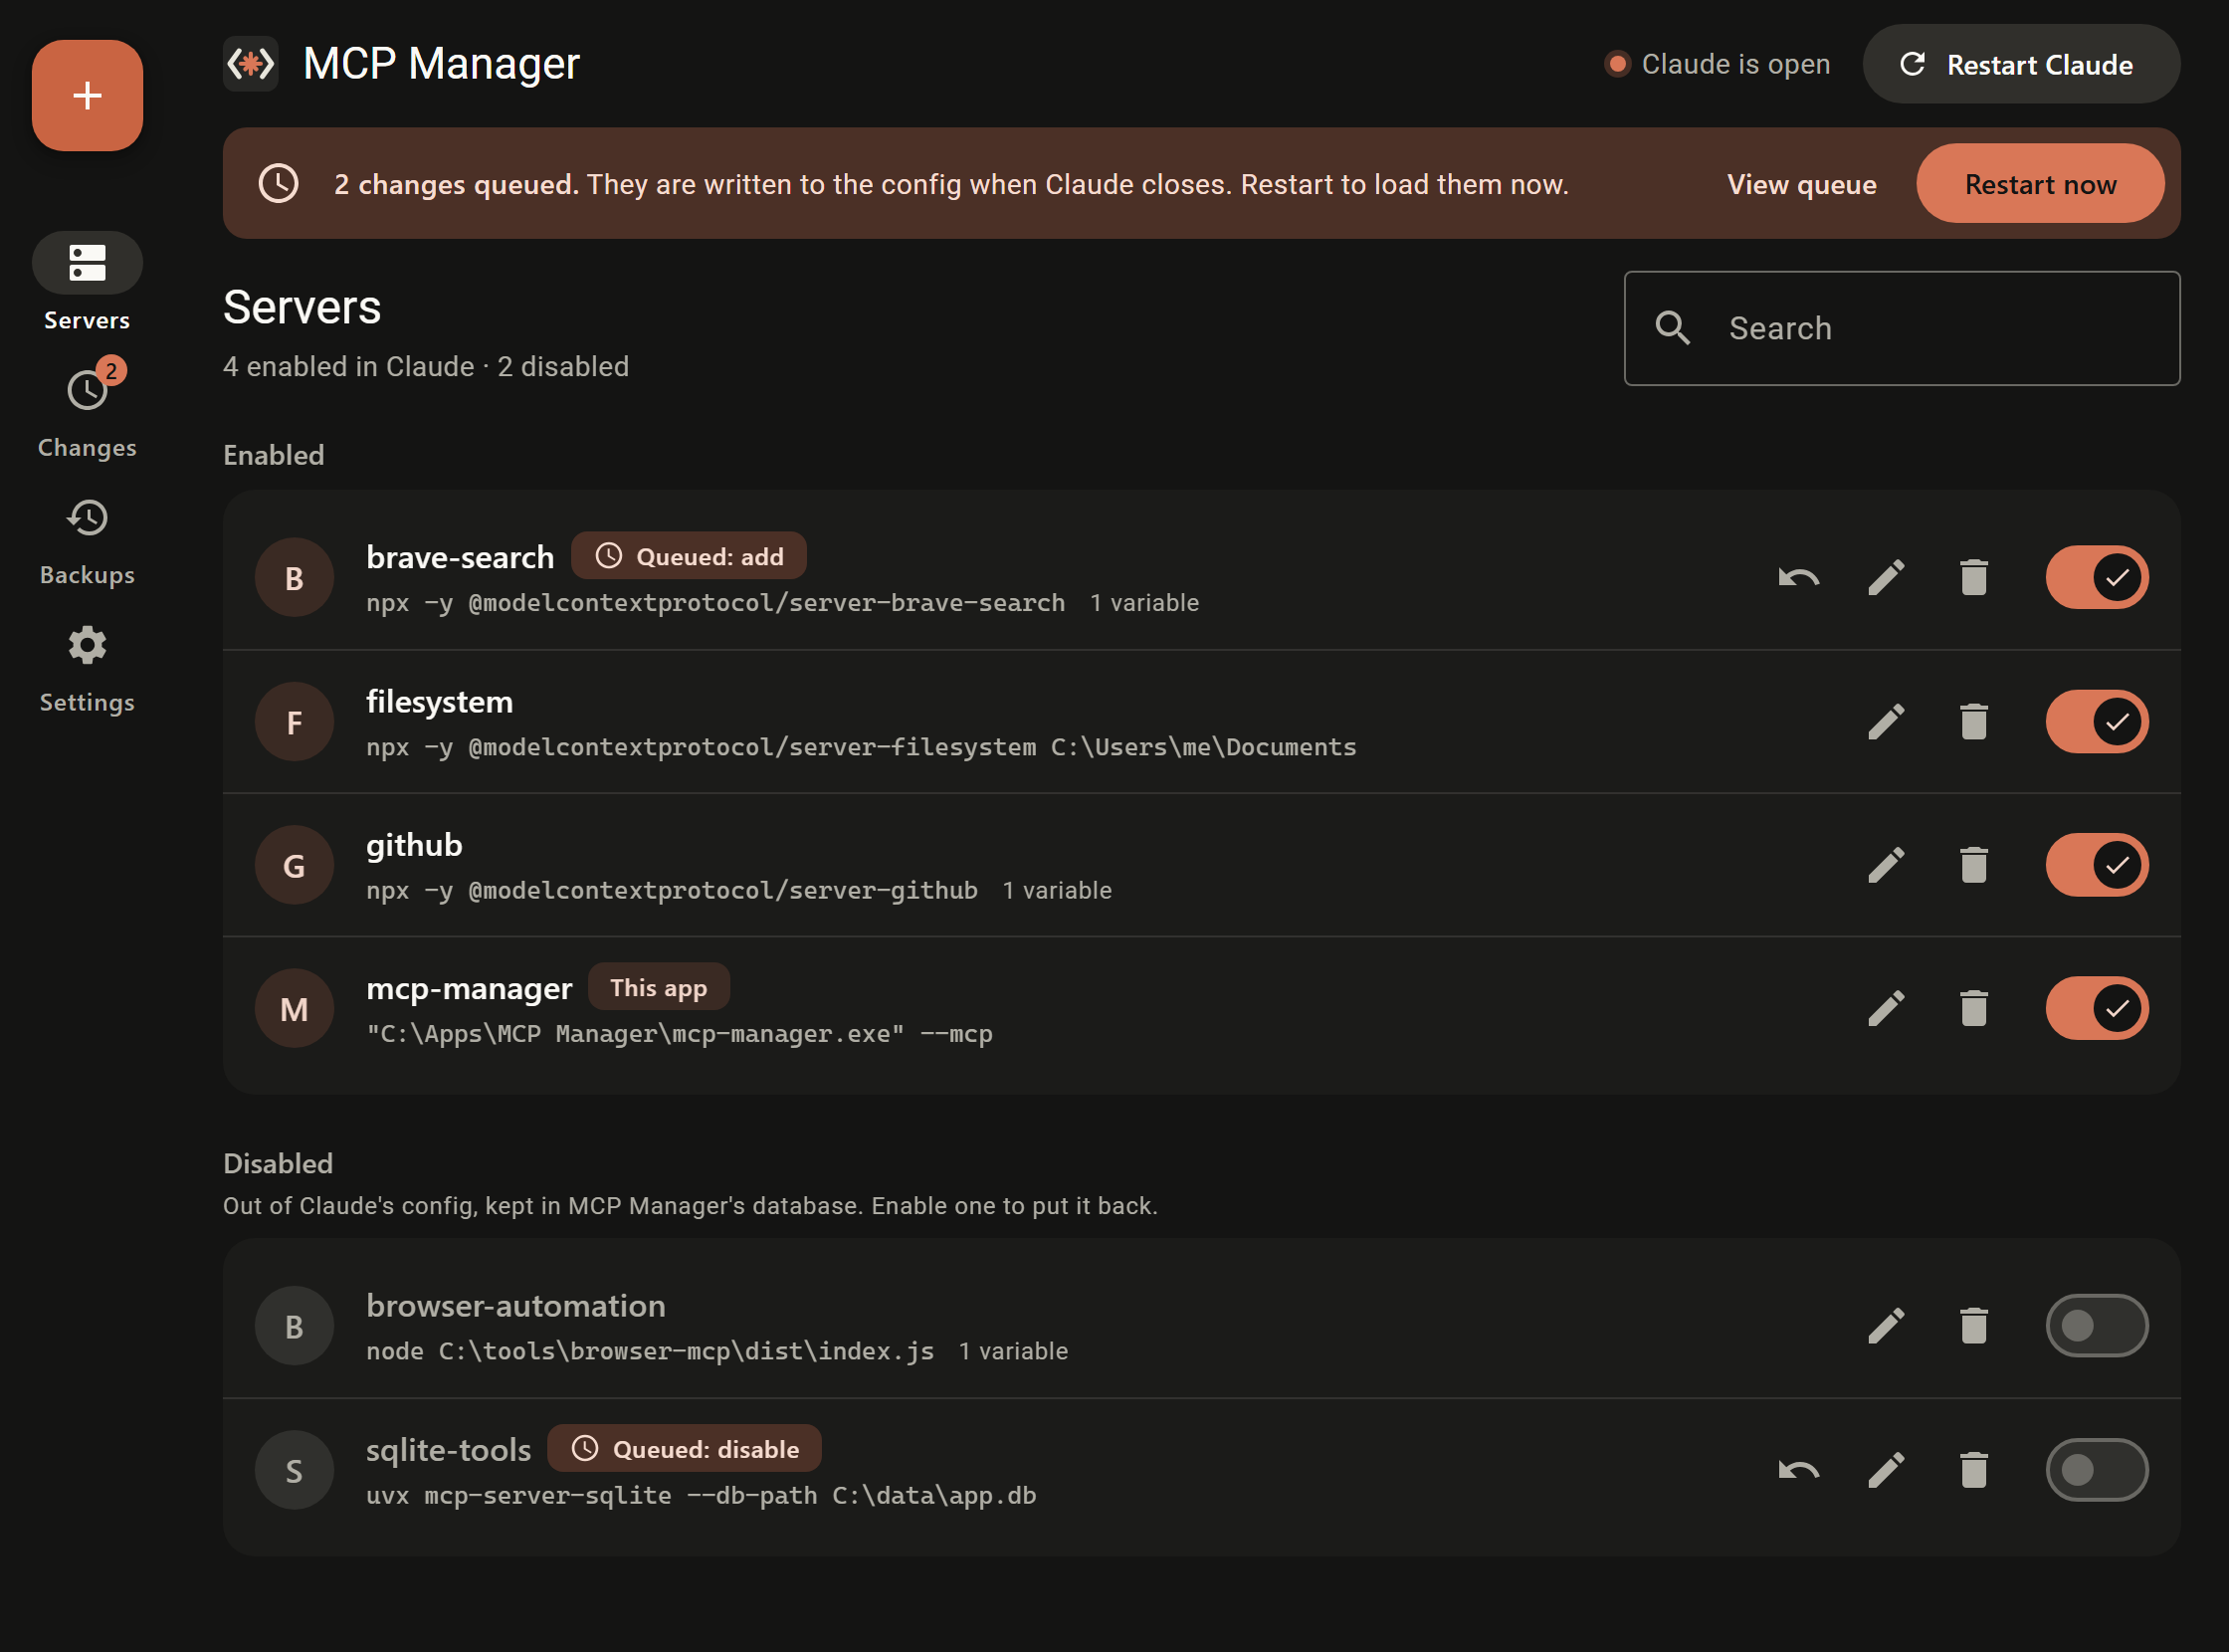 MCP Manager
Claude is open
Restart Claude
2 changes queued. They are written to the config when Claude closes. Restart to load them now.
View queue
Restart now
Servers
2
Changes
Backups
Settings
Servers
4 enabled in Claude · 2 disabled
Search
Enabled
B
brave-search
Queued: add
npx -y @modelcontextprotocol/server-brave-search 1 variable
F
filesystem
npx -y @modelcontextprotocol/server-filesystem C:\Users\me\Documents
G
github
npx -y @modelcontextprotocol/server-github 1 variable
M
mcp-manager
This app
"C:\Apps\MCP Manager\mcp-manager.exe" --mcp
Disabled
Out of Claude's config, kept in MCP Manager's database. Enable one to put it back.
B
browser-automation
node C:\tools\browser-mcp\dist\index.js 1 variable
S
sqlite-tools
Queued: disable
uvx mcp-server-sqlite --db-path C:\data\app.db